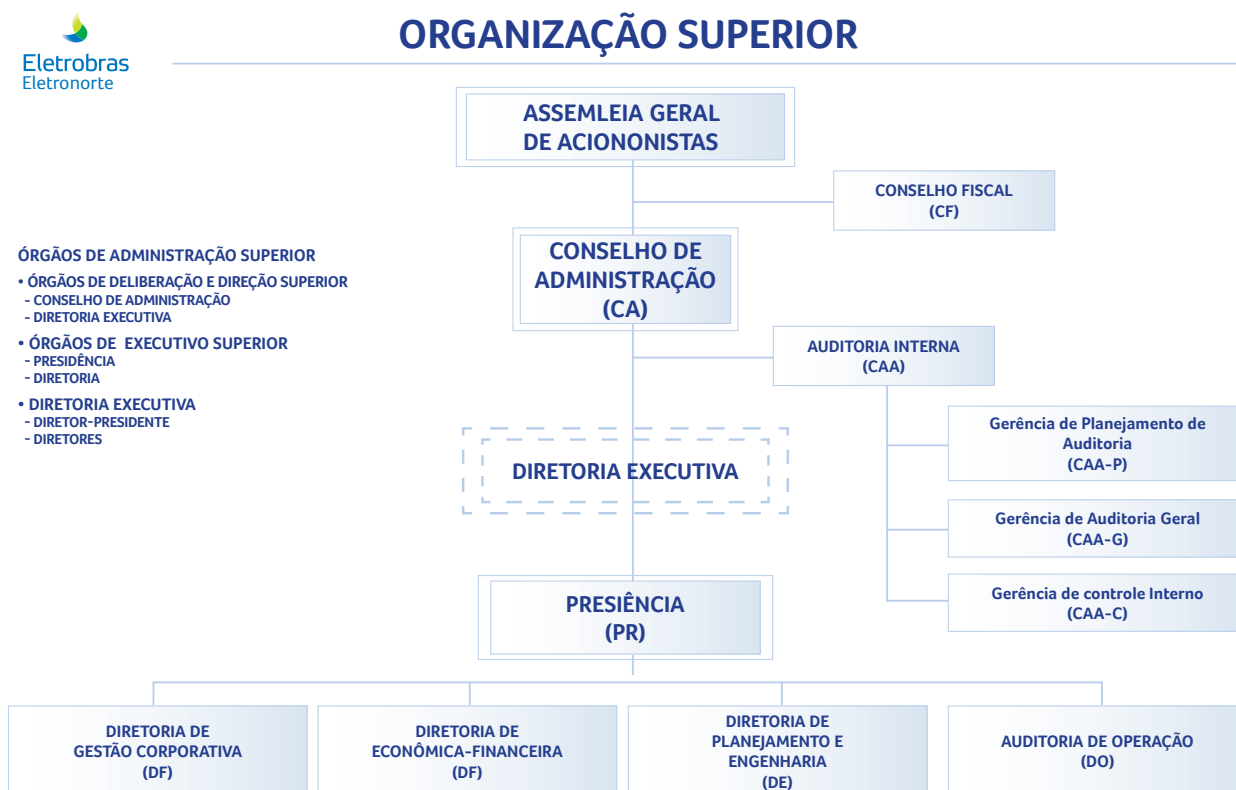 Eletrobras
Eletronorte
ORGANIZAÇÃO SUPERIOR
ASSEMLEIA GERAL
DE ACIONONISTAS
CONSELHO FISCAL
(CF)
CONSELHO DE
ADMINISTRAÇÃO
(CA)
ÓRGÃOS DE ADMINISTRAÇÃO SUPERIOR
• ÓRGÃOS DE DELIBERAÇÃO E DIREÇÃO SUPERIOR
- CONSELHO DE ADMINISTRAÇÃO
- DIRETORIA EXECUTIVA
• ÓRGÃOS DE EXECUTIVO SUPERIOR
- PRESIDÊNCIA
- DIRETORIA
• DIRETORIA EXECUTIVA
- DIRETOR-PRESIDENTE
- DIRETORES
AUDITORIA INTERNA
(CAA)
Gerência de Planejamento de
Auditoria
(CAA-P)
DIRETORIA EXECUTIVA
Gerência de Auditoria Geral
(CAA-G)
Gerência de controle Interno
(CAA-C)
PRESIÊNCIA
(PR)
DIRETORIA DE
GESTÃO CORPORATIVA
(DF)
DIRETORIA DE
ECONÔMICA-FINANCEIRA
(DF)
DIRETORIA DE
PLANEJAMENTO E
ENGENHARIA
(DE)
AUDITORIA DE OPERAÇÃO
(DO)